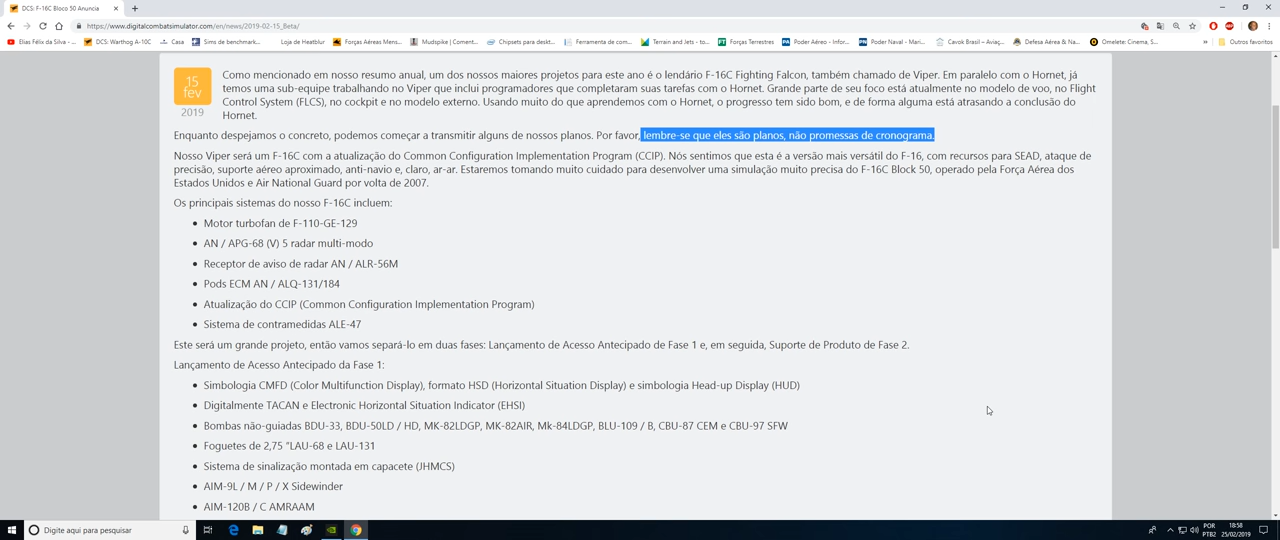 DCS: F-16C Bloco 50 Anuncia
https://www.digitalcombatsimulator.com/en/news/2019-02-15_Beta/
Elias Félix da Silva - ...
DCS: Warthog A-10C
Casa
Sims de benchmark...
Loja de Heatblur
Forças Aéreas Mens...
Mudspike | Coment...
Chipsets para deskt...
Ferramenta de com...
Terrain and Jets - to...
Forças Terrestres
Poder Aéreo - Infor...
Poder Naval - Mari...
Cavok Brasil – Aviaç...
Defesa Aérea & Na...
Omelete: Cinema, S...
Outros favoritos
15
fev
2019
Como mencionado em nosso resumo anual, um dos nossos maiores projetos para este ano é o lendário F-16C Fighting Falcon, também chamado de Viper. Em paralelo com o Hornet, já
temos uma sub-equipe trabalhando no Viper que inclui programadores que completaram suas tarefas com o Hornet. Grande parte de seu foco está atualmente no modelo de voo, no Flight
Control System (FLCS), no cockpit e no modelo externo. Usando muito do que aprendemos com o Hornet, o progresso tem sido bom, e de forma alguma está atrasando a conclusão do
Hornet.
Enquanto despejamos o concreto, podemos começar a transmitir alguns de nossos planos. Por favor, lembre-se que eles são planos, não promessas de cronograma.
Nosso Viper será um F-16C com a atualização do Common Configuration Implementation Program (CCIP). Nós sentimos que esta é a versão mais versátil do F-16, com recursos para SEAD, ataque de
precisão, suporte aéreo aproximado, anti-navio e, claro, ar-ar. Estaremos tomando muito cuidado para desenvolver uma simulação muito precisa do F-16C Block 50, operado pela Força Aérea dos
Estados Unidos e Air National Guard por volta de 2007.
Os principais sistemas do nosso F-16C incluem:
• Motor turbofan de F-110-GE-129
• AN / APG-68 (V) 5 radar multi-modo
• Receptor de aviso de radar AN / ALR-56M
• Pods ECM AN / ALQ-131/184
• Atualização do CCIP (Common Configuration Implementation Program)
• Sistema de contramedidas ALE-47
Este será um grande projeto, então vamos separá-lo em duas fases: Lançamento de Acesso Antecipado de Fase 1 e, em seguida, Suporte de Produto de Fase 2.
Lançamento de Acesso Antecipado da Fase 1:
• Simbologia CMFD (Color Multifunction Display), formato HSD (Horizontal Situation Display) e simbologia Head-up Display (HUD)
• Digitalmente TACAN e Electronic Horizontal Situation Indicator (EHSI)
• Bombas não-guiadas BDU-33, BDU-50LD / HD, MK-82LDGP, MK-82AIR, Mk-84LDGP, BLU-109 / B, CBU-87 CEM e CBU-97 SFW
• Foguetes de 2,75 "LAU-68 e LAU-131
• Sistema de sinalização montada em capacete (JHMCS)
• AIM-9L / M / P / X Sidewinder
• AIM-120B / C AMRAAM
Digite aqui para pesquisar
POR
PTB2
18:58
25/02/2019